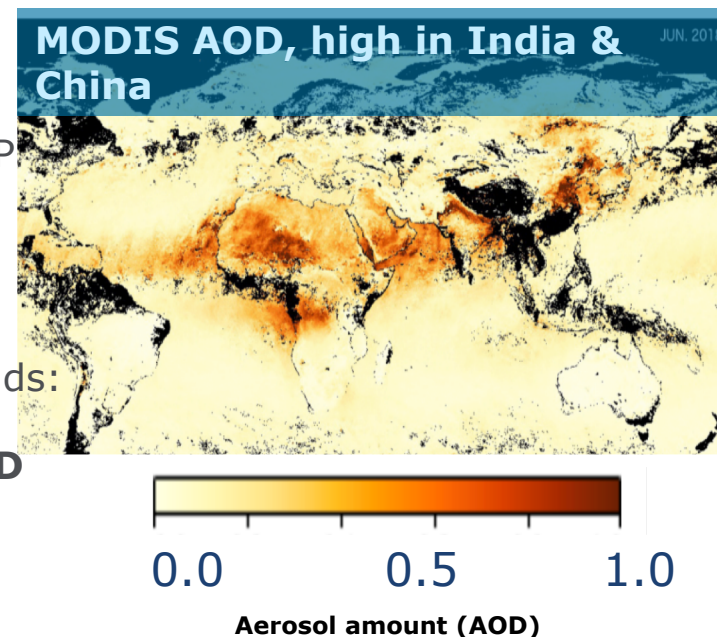 MODIS AOD, high in India &
China
JUN. 201
P
ds:
D
0.0 0.5 1.0
Aerosol amount (AOD)